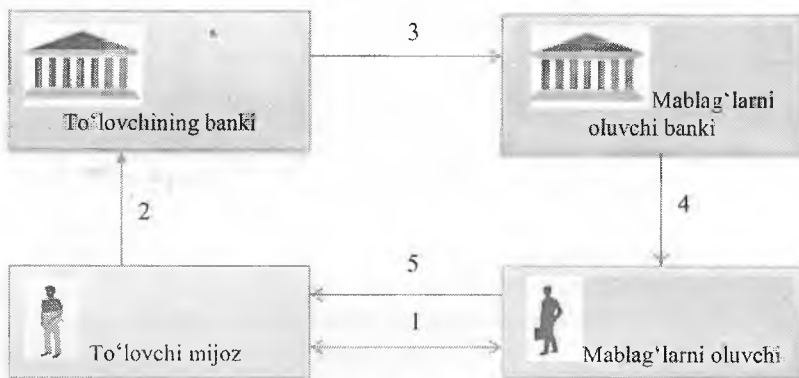 3
To‘lovchining banki
Mablag‘larni
oluvchi banki
2
4
5
1
To‘lovchi mijoz
Mablag‘larni oluvchi